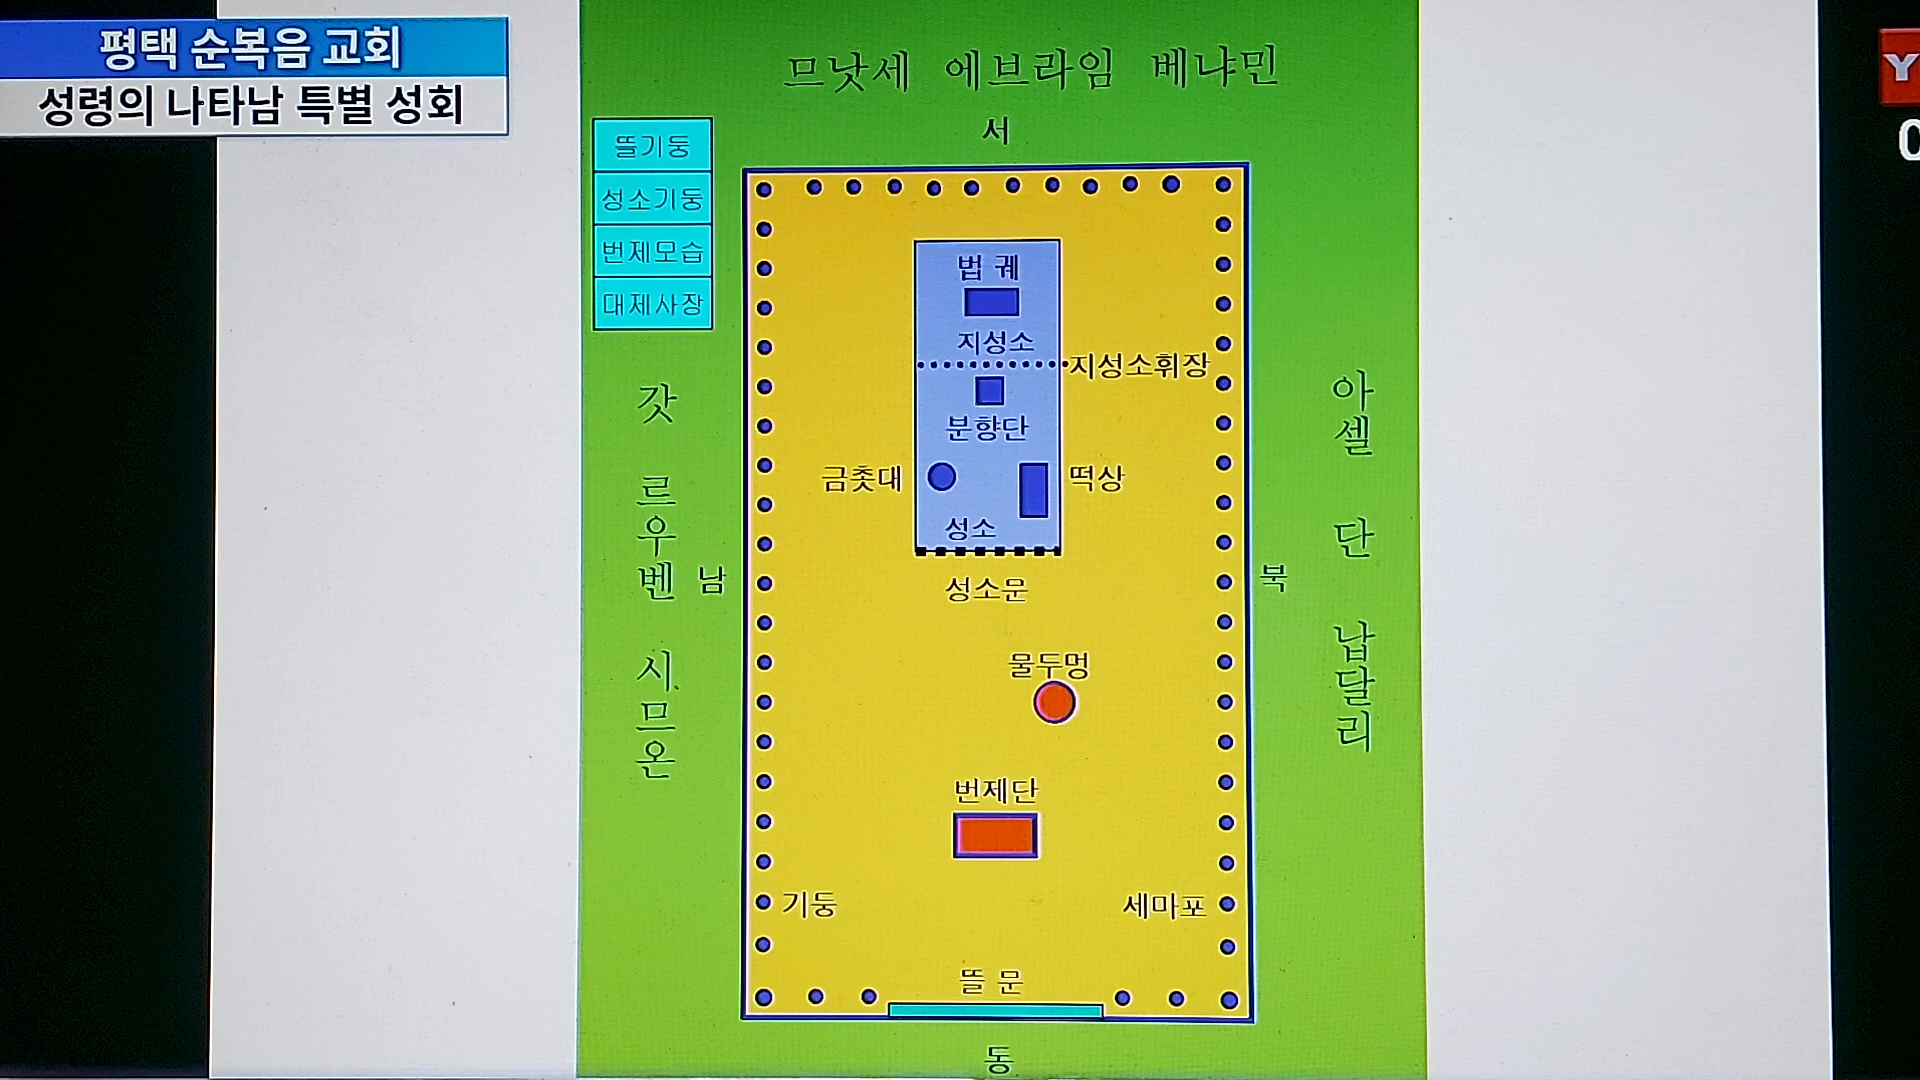 평택 순복음 교회
성령의 나타남 특별 성회
Y
0
므낫세 에브라임 베냐민
서
뜰기둥
성소기둥
번제모습
대제사장
법궤
지성소
지성소휘장
분향단
금촛대
떡상
성소
성소문
갓 르우벤 시므온
남
북
아셀 단 납달리
물두멍
번제단
기둥
세마포
뜰 문
동